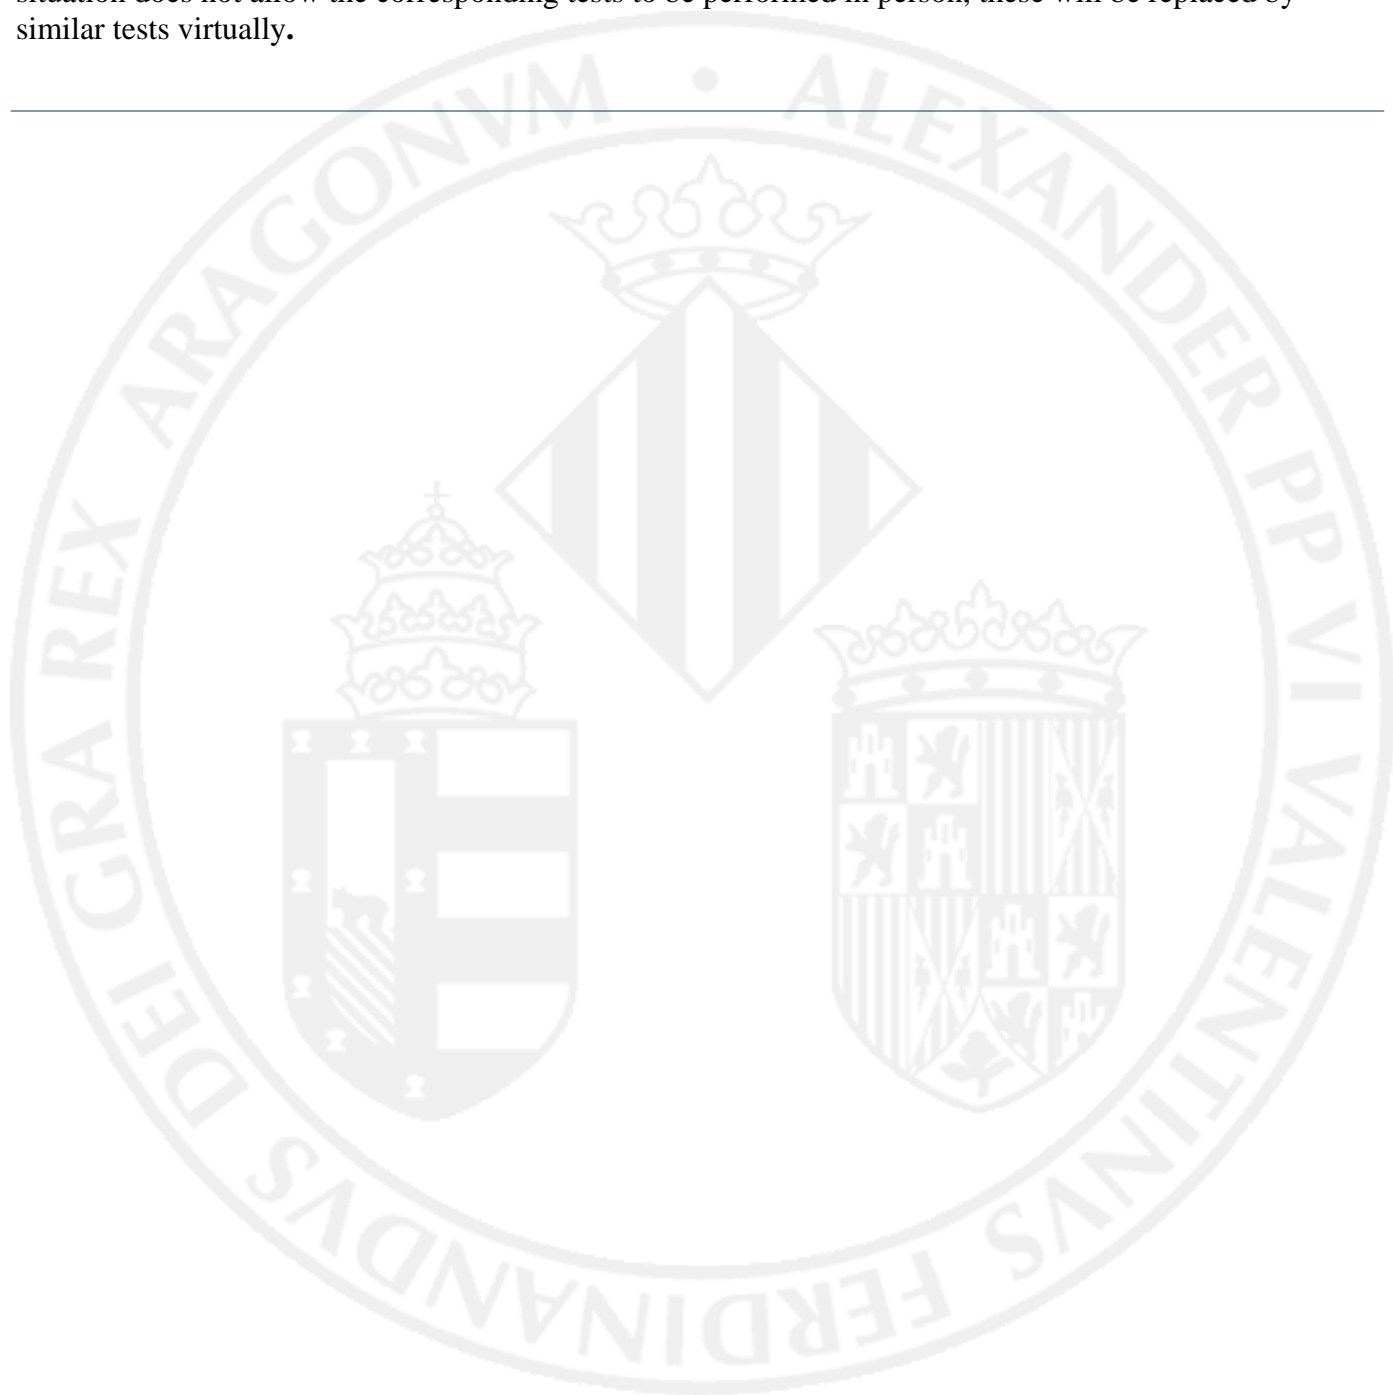 situation does not allow the corresponding tests to be performed in person, these will be replaced by
similar tests virtually.
ALEXANDER PP VI VALENTINVS FERDINANDVS DEI GRA REX ARAGONVM